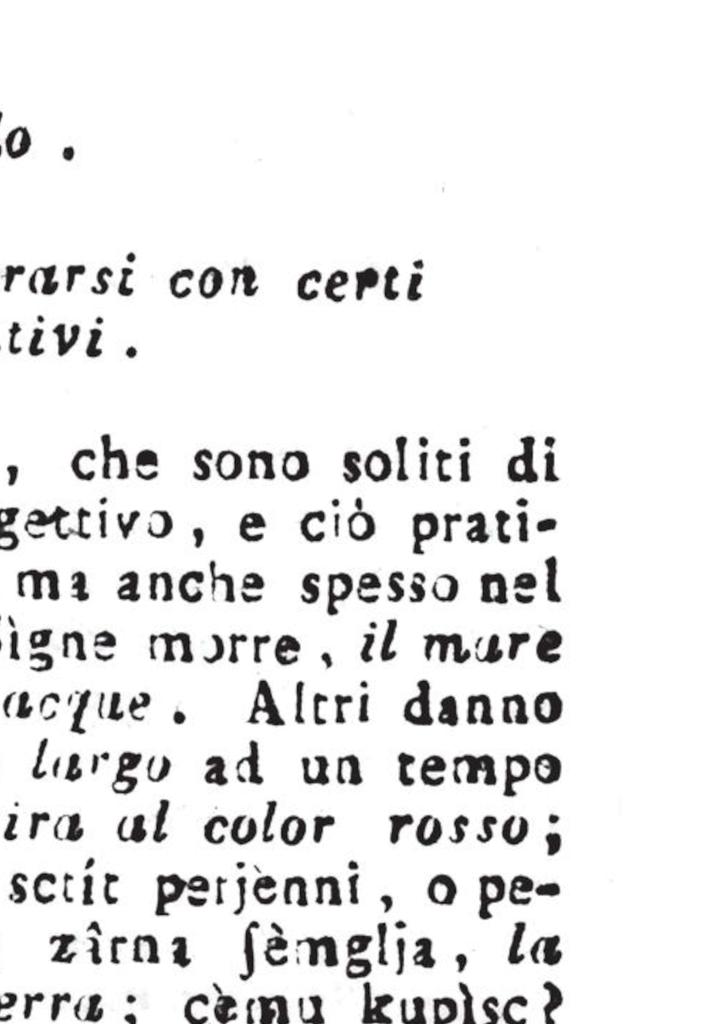 lo .
rarsi con certi
tivi .
, che sono soliti di
gettivo , e ciò prati-
ma anche spesso nel
sìgne morre , il mare
acque . Altri danno
largo ad un tempo
ira al color rosso ;
sctít perjènni , o pe-
zîrna ſèmglja , la
erra ; cèmu kupìsc?